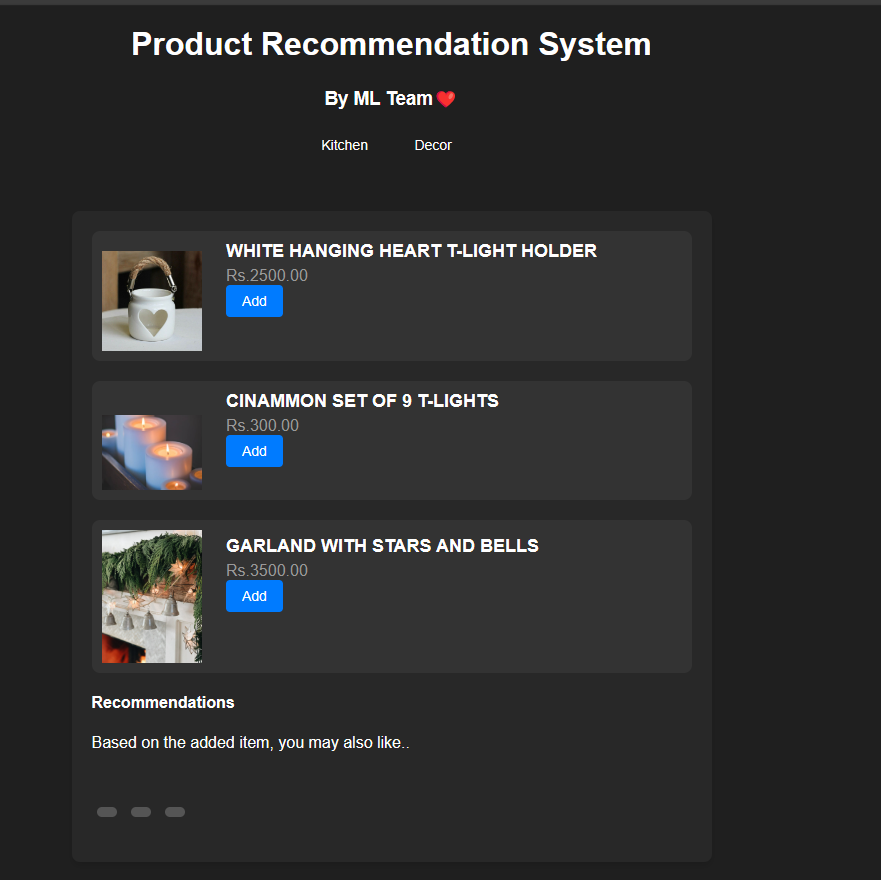 Product Recommendation System
By ML Team❤️
Kitchen Decor
WHITE HANGING HEART T-LIGHT HOLDER
Rs.2500.00
Add
CINAMMON SET OF 9 T-LIGHTS
Rs.300.00
Add
GARLAND WITH STARS AND BELLS
Rs.3500.00
Add
Recommendations
Based on the added item, you may also like..